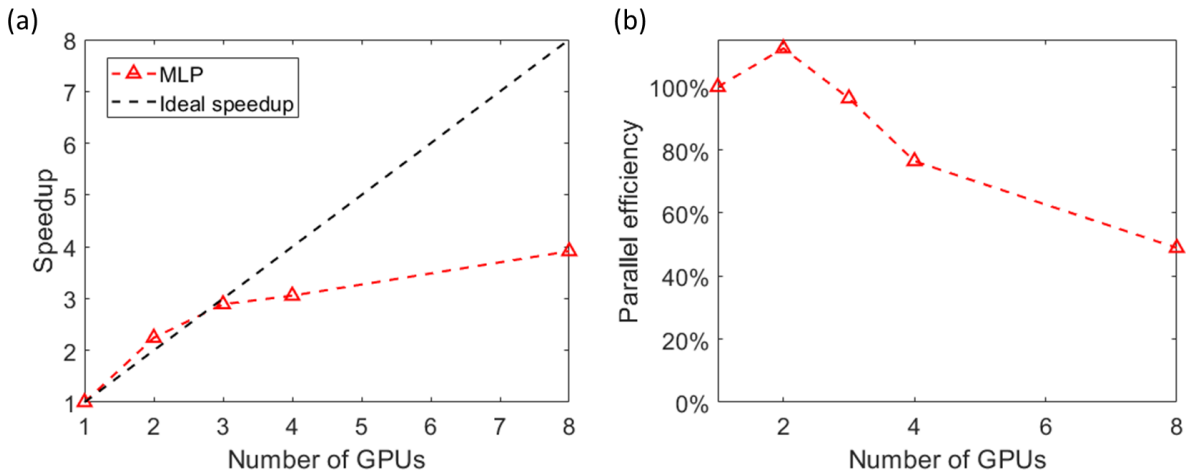 (a)
8
7
6
5
4
3
2
1
Speedup
MLP
Ideal speedup
1 2 3 4 5 6 7 8
Number of GPUs
(b)
100%
80%
60%
40%
20%
0%
Parallel efficiency
2 4 6 8
Number of GPUs